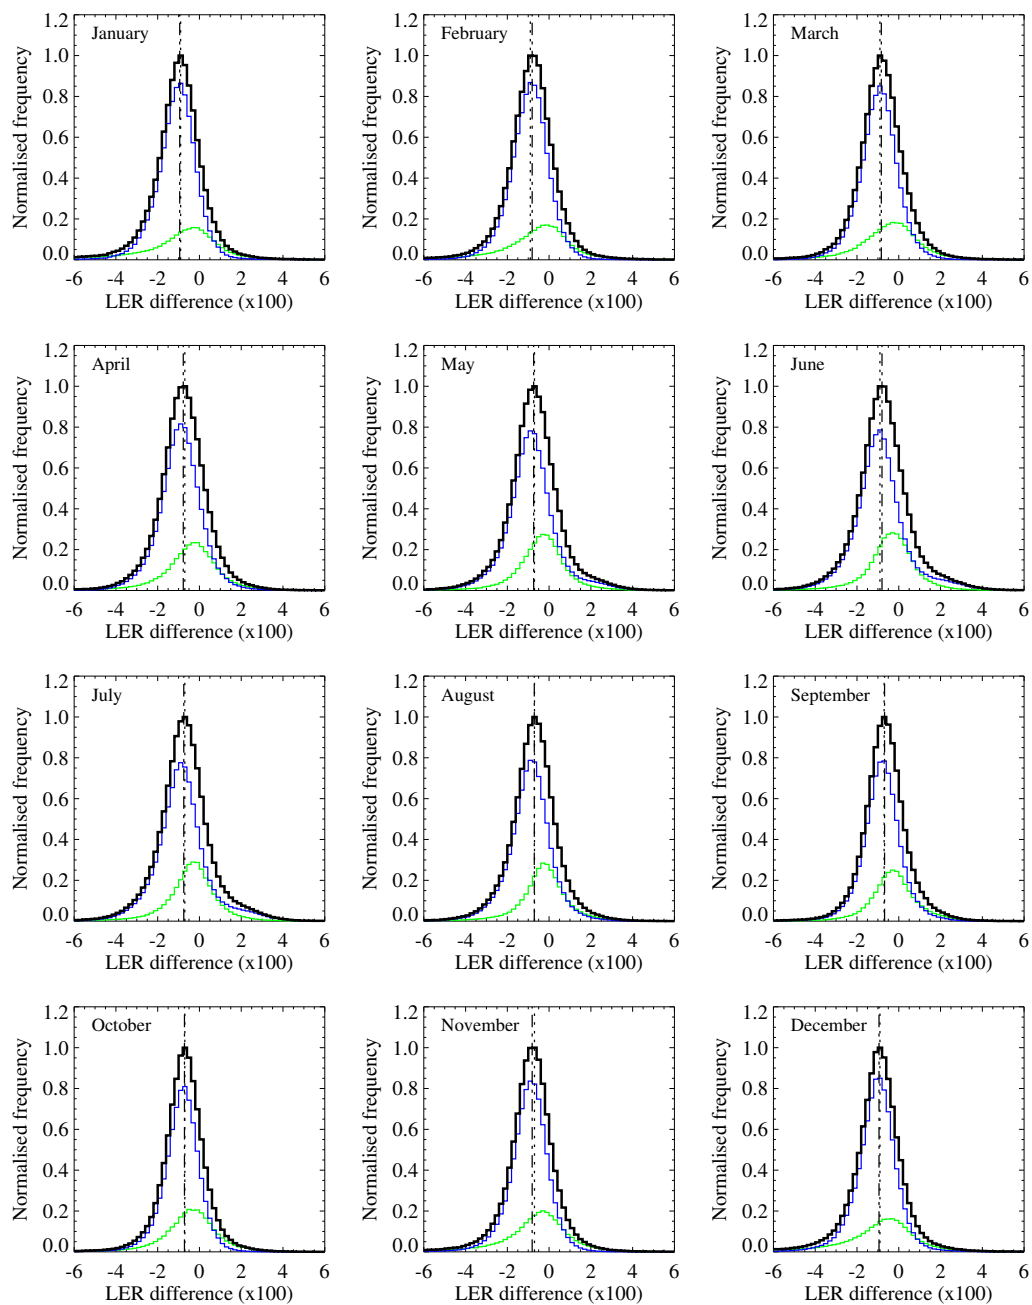 January
1.2
1.0
0.8
0.6
0.4
0.2
0.0
Normalised frequency
-6 -4 -2 0 2 4 6
LER difference (x100)
February
1.2
1.0
0.8
0.6
0.4
0.2
0.0
Normalised frequency
-6 -4 -2 0 2 4 6
LER difference (x100)
March
1.2
1.0
0.8
0.6
0.4
0.2
0.0
Normalised frequency
-6 -4 -2 0 2 4 6
LER difference (x100)
April
1.2
1.0
0.8
0.6
0.4
0.2
0.0
Normalised frequency
-6 -4 -2 0 2 4 6
LER difference (x100)
May
1.2
1.0
0.8
0.6
0.4
0.2
0.0
Normalised frequency
-6 -4 -2 0 2 4 6
LER difference (x100)
June
1.2
1.0
0.8
0.6
0.4
0.2
0.0
Normalised frequency
-6 -4 -2 0 2 4 6
LER difference (x100)
July
1.2
1.0
0.8
0.6
0.4
0.2
0.0
Normalised frequency
-6 -4 -2 0 2 4 6
LER difference (x100)
August
1.2
1.0
0.8
0.6
0.4
0.2
0.0
Normalised frequency
-6 -4 -2 0 2 4 6
LER difference (x100)
September
1.2
1.0
0.8
0.6
0.4
0.2
0.0
Normalised frequency
-6 -4 -2 0 2 4 6
LER difference (x100)
October
1.2
1.0
0.8
0.6
0.4
0.2
0.0
Normalised frequency
-6 -4 -2 0 2 4 6
LER difference (x100)
November
1.2
1.0
0.8
0.6
0.4
0.2
0.0
Normalised frequency
-6 -4 -2 0 2 4 6
LER difference (x100)
December
1.2
1.0
0.8
0.6
0.4
0.2
0.0
Normalised frequency
-6 -4 -2 0 2 4 6
LER difference (x100)